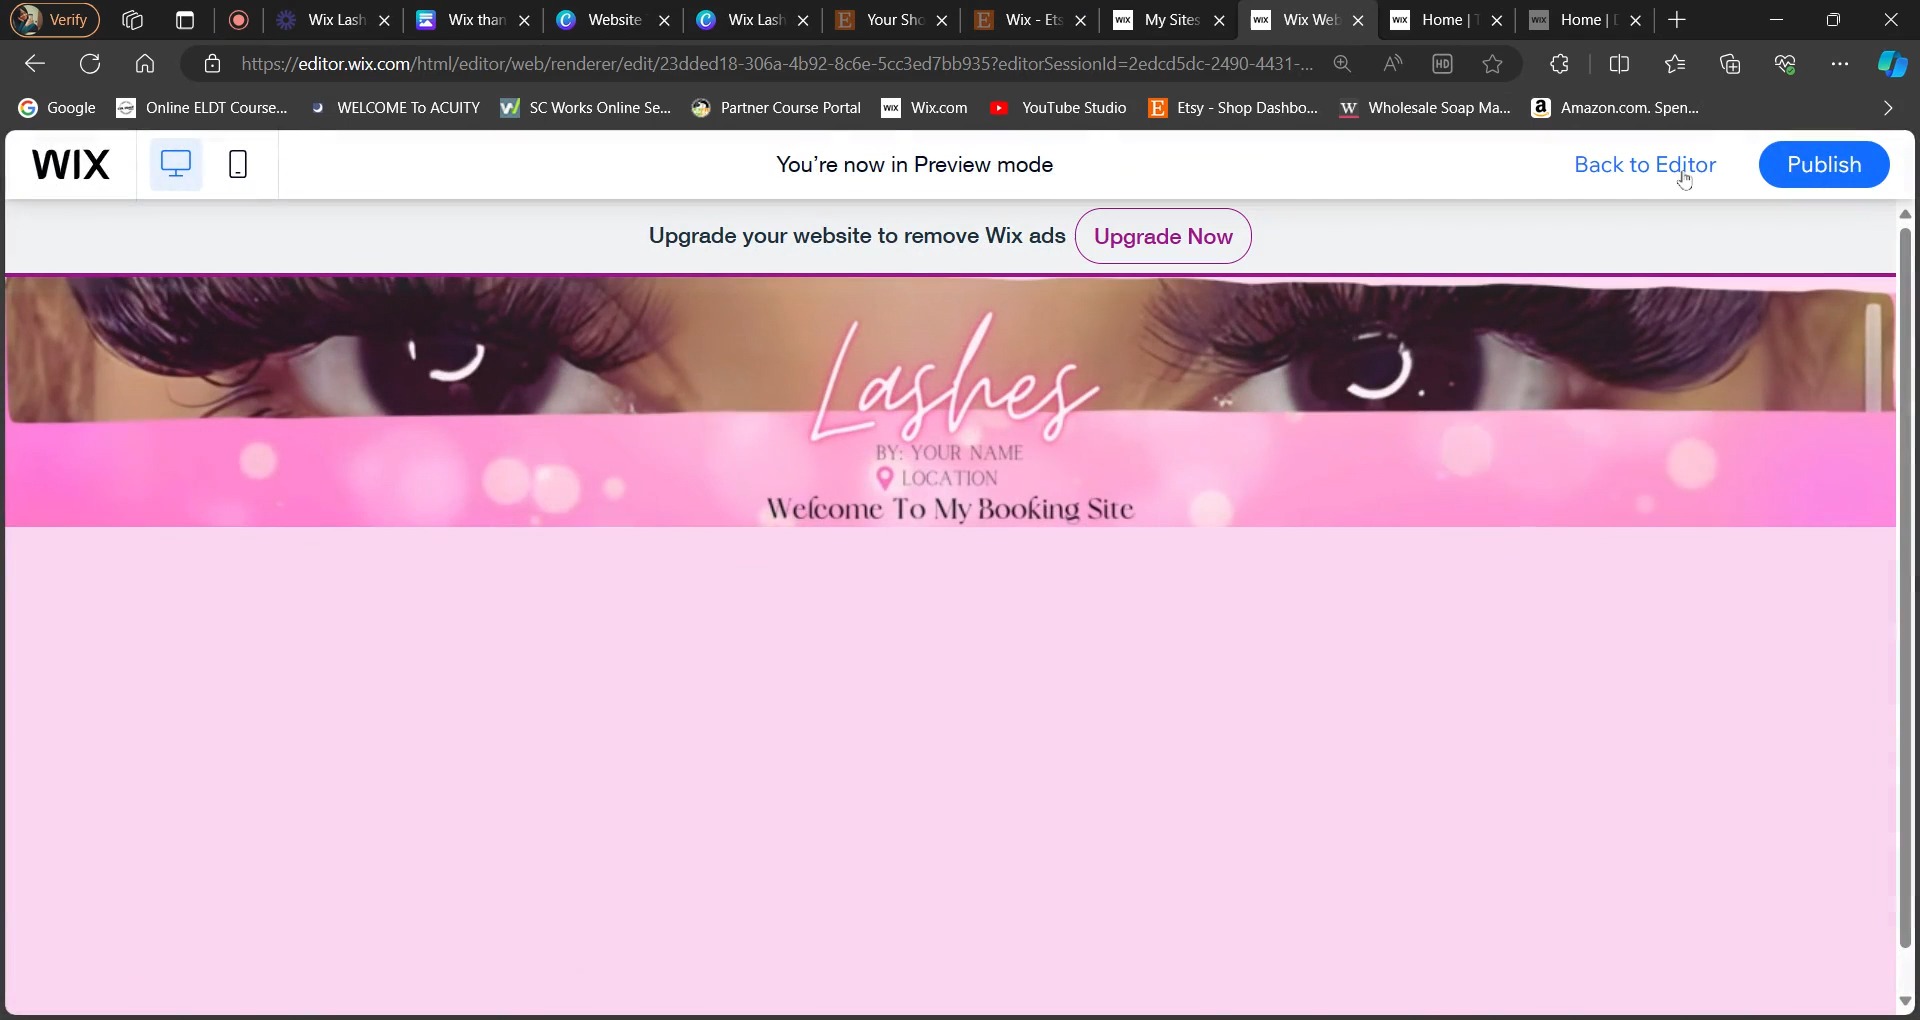 Verify
Wix Lash
Wix than
Website
Wix Lash
Your Sho
Wix - Ets
My Sites
Wix Web
Home | T
Home |
https://editor.wix.com/html/editor/web/renderer/edit/23dded18-306a-4b92-8c6e-5cc3ed7bb935?editorSessionId=2edcd5dc-2490-4431-...
Google
Online ELDT Course...
WELCOME To ACUITY
SC Works Online Se...
Partner Course Portal
Wix.com
YouTube Studio
Etsy - Shop Dashbo...
Wholesale Soap Ma...
Amazon.com. Spen...
WIX
You're now in Preview mode
Back to Editor
Publish
Upgrade your website to remove Wix ads
Upgrade Now
Lashes
BY: YOUR NAME
LOCATION
Welcome To My Booking Site